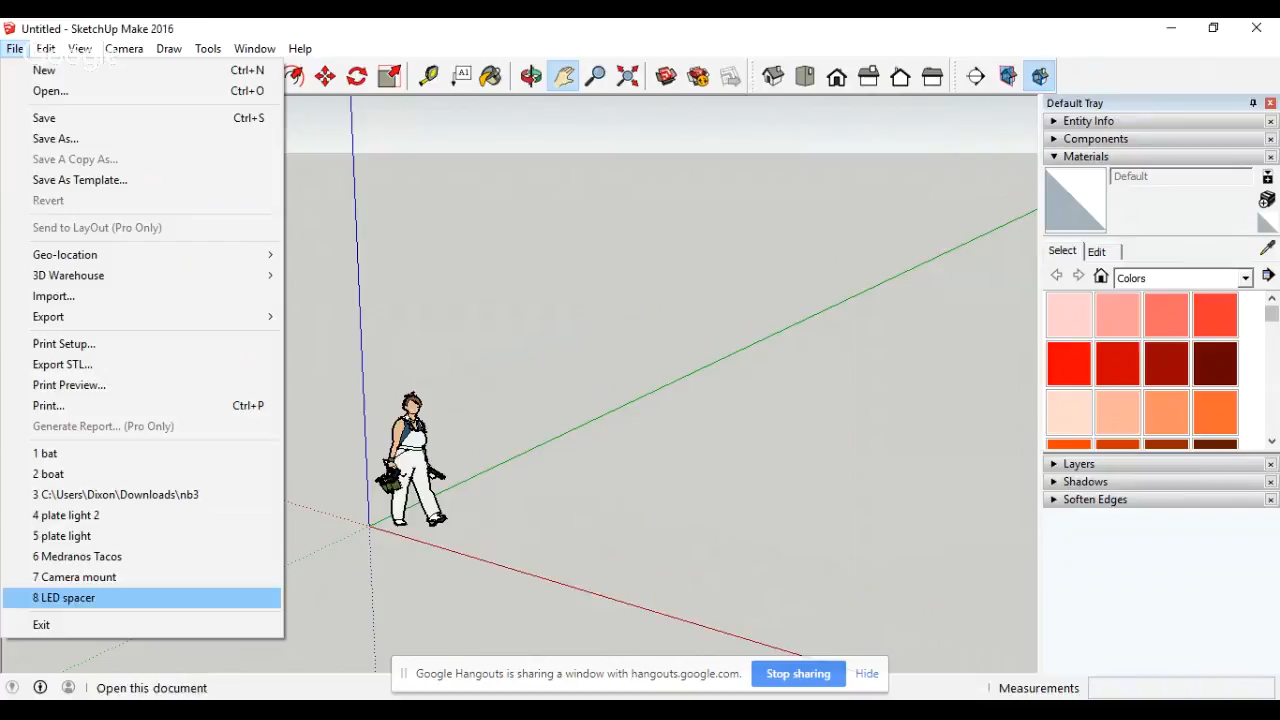 Untitled - SketchUp Make 2016
File Edit View Camera Draw Tools Window Help
Google
New Ctrl+N
Open... Ctrl+O
Save Ctrl+S
Save As...
Save A Copy As...
Save As Template...
Revert
Send to LayOut (Pro Only)
Geo-location
3D Warehouse
Import...
Export
Print Setup...
Export STL...
Print Preview...
Print... Ctrl+P
Generate Report... (Pro Only)
1 bat
2 boat
3 C:\Users\Dixon\Downloads\nb3
4 plate light 2
5 plate light
6 Medranos Tacos
7 Camera mount
8 LED spacer
Exit
A1
Default Tray
Entity Info
Components
Materials
Default
Select Edit
Colors
Layers
Shadows
Soften Edges
Google Hangouts is sharing a window with hangouts.google.com. Stop sharing Hide
Open this document
Measurements